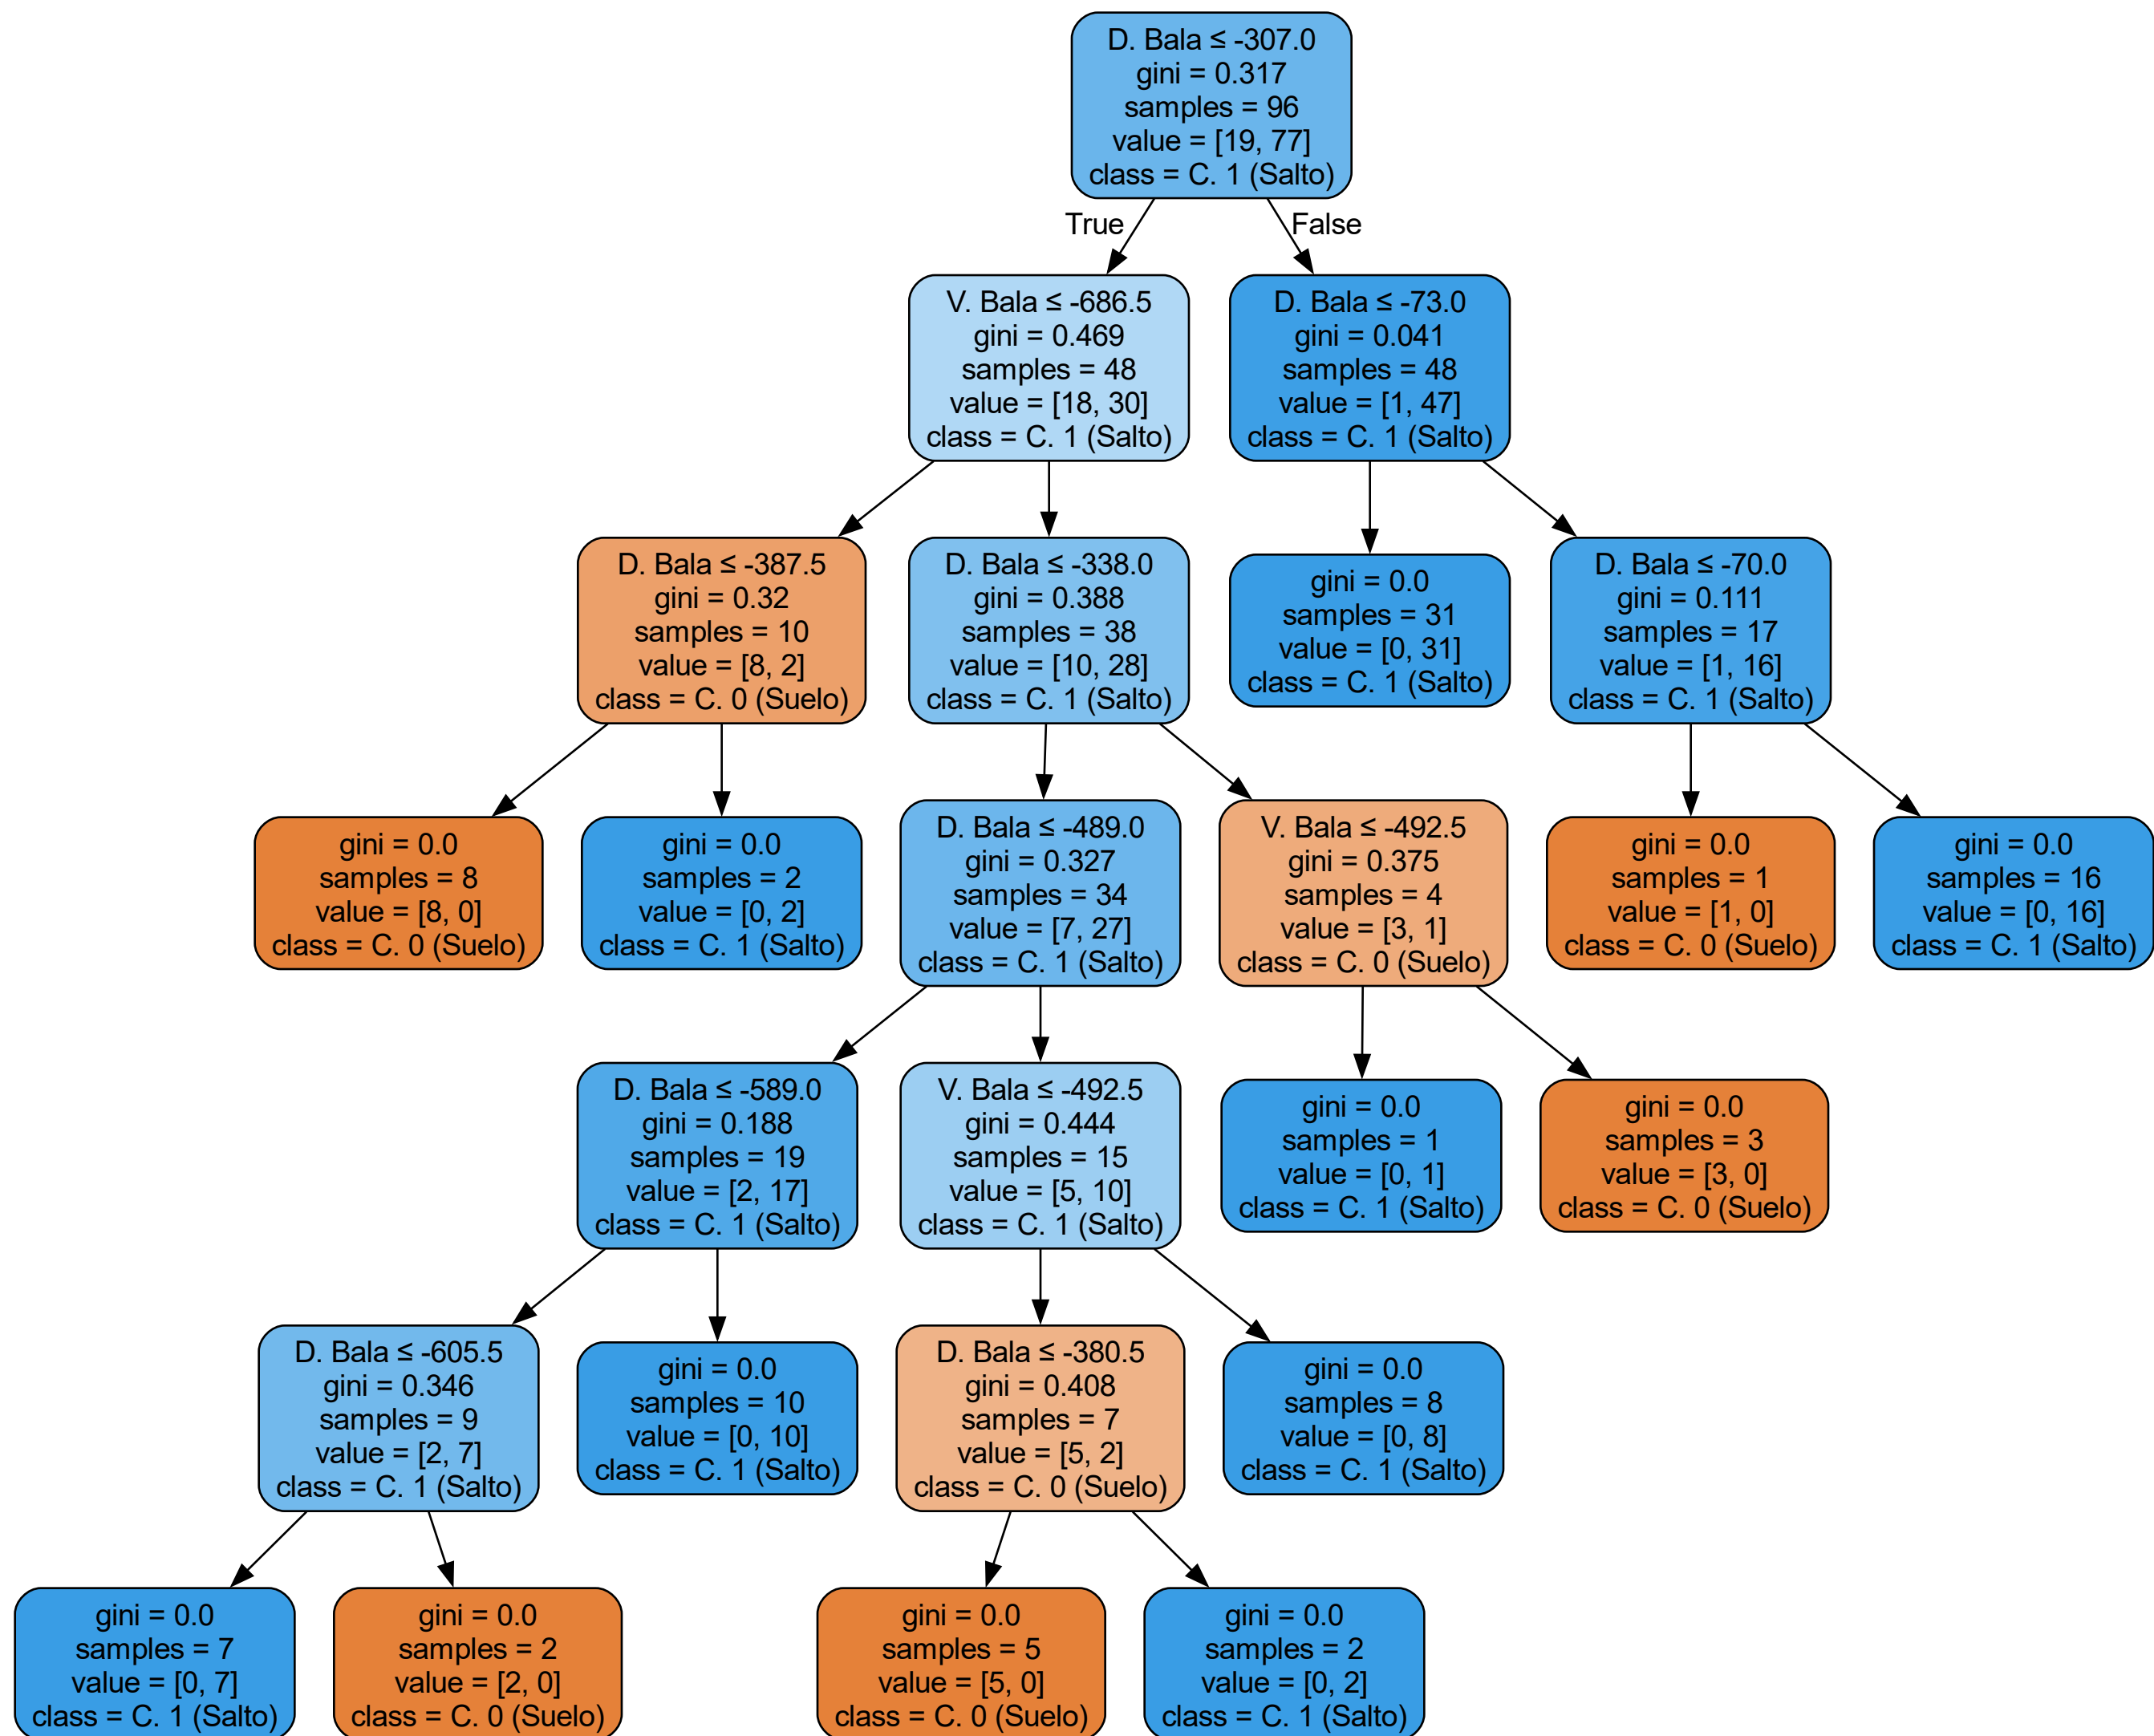 D. Bala ≤ -307.0
gini = 0.317
samples = 96
value = [19, 77]
class = C. 1 (Salto)
True
False
V. Bala ≤ -686.5
gini = 0.469
samples = 48
value = [18, 30]
class = C. 1 (Salto)
D. Bala ≤ -73.0
gini = 0.041
samples = 48
value = [1, 47]
class = C. 1 (Salto)
D. Bala ≤ -387.5
gini = 0.32
samples = 10
value = [8, 2]
class = C. 0 (Suelo)
D. Bala ≤ -338.0
gini = 0.388
samples = 38
value = [10, 28]
class = C. 1 (Salto)
gini = 0.0
samples = 31
value = [0, 31]
class = C. 1 (Salto)
D. Bala ≤ -70.0
gini = 0.111
samples = 17
value = [1, 16]
class = C. 1 (Salto)
gini = 0.0
samples = 8
value = [8, 0]
class = C. 0 (Suelo)
gini = 0.0
samples = 2
value = [0, 2]
class = C. 1 (Salto)
D. Bala ≤ -489.0
gini = 0.327
samples = 34
value = [7, 27]
class = C. 1 (Salto)
V. Bala ≤ -492.5
gini = 0.375
samples = 4
value = [3, 1]
class = C. 0 (Suelo)
gini = 0.0
samples = 1
value = [1, 0]
class = C. 0 (Suelo)
gini = 0.0
samples = 16
value = [0, 16]
class = C. 1 (Salto)
D. Bala ≤ -589.0
gini = 0.188
samples = 19
value = [2, 17]
class = C. 1 (Salto)
V. Bala ≤ -492.5
gini = 0.444
samples = 15
value = [5, 10]
class = C. 1 (Salto)
gini = 0.0
samples = 1
value = [0, 1]
class = C. 1 (Salto)
gini = 0.0
samples = 3
value = [3, 0]
class = C. 0 (Suelo)
D. Bala ≤ -605.5
gini = 0.346
samples = 9
value = [2, 7]
class = C. 1 (Salto)
gini = 0.0
samples = 10
value = [0, 10]
class = C. 1 (Salto)
D. Bala ≤ -380.5
gini = 0.408
samples = 7
value = [5, 2]
class = C. 0 (Suelo)
gini = 0.0
samples = 8
value = [0, 8]
class = C. 1 (Salto)
gini = 0.0
samples = 7
value = [0, 7]
class = C. 1 (Salto)
gini = 0.0
samples = 2
value = [2, 0]
class = C. 0 (Suelo)
gini = 0.0
samples = 5
value = [5, 0]
class = C. 0 (Suelo)
gini = 0.0
samples = 2
value = [0, 2]
class = C. 1 (Salto)